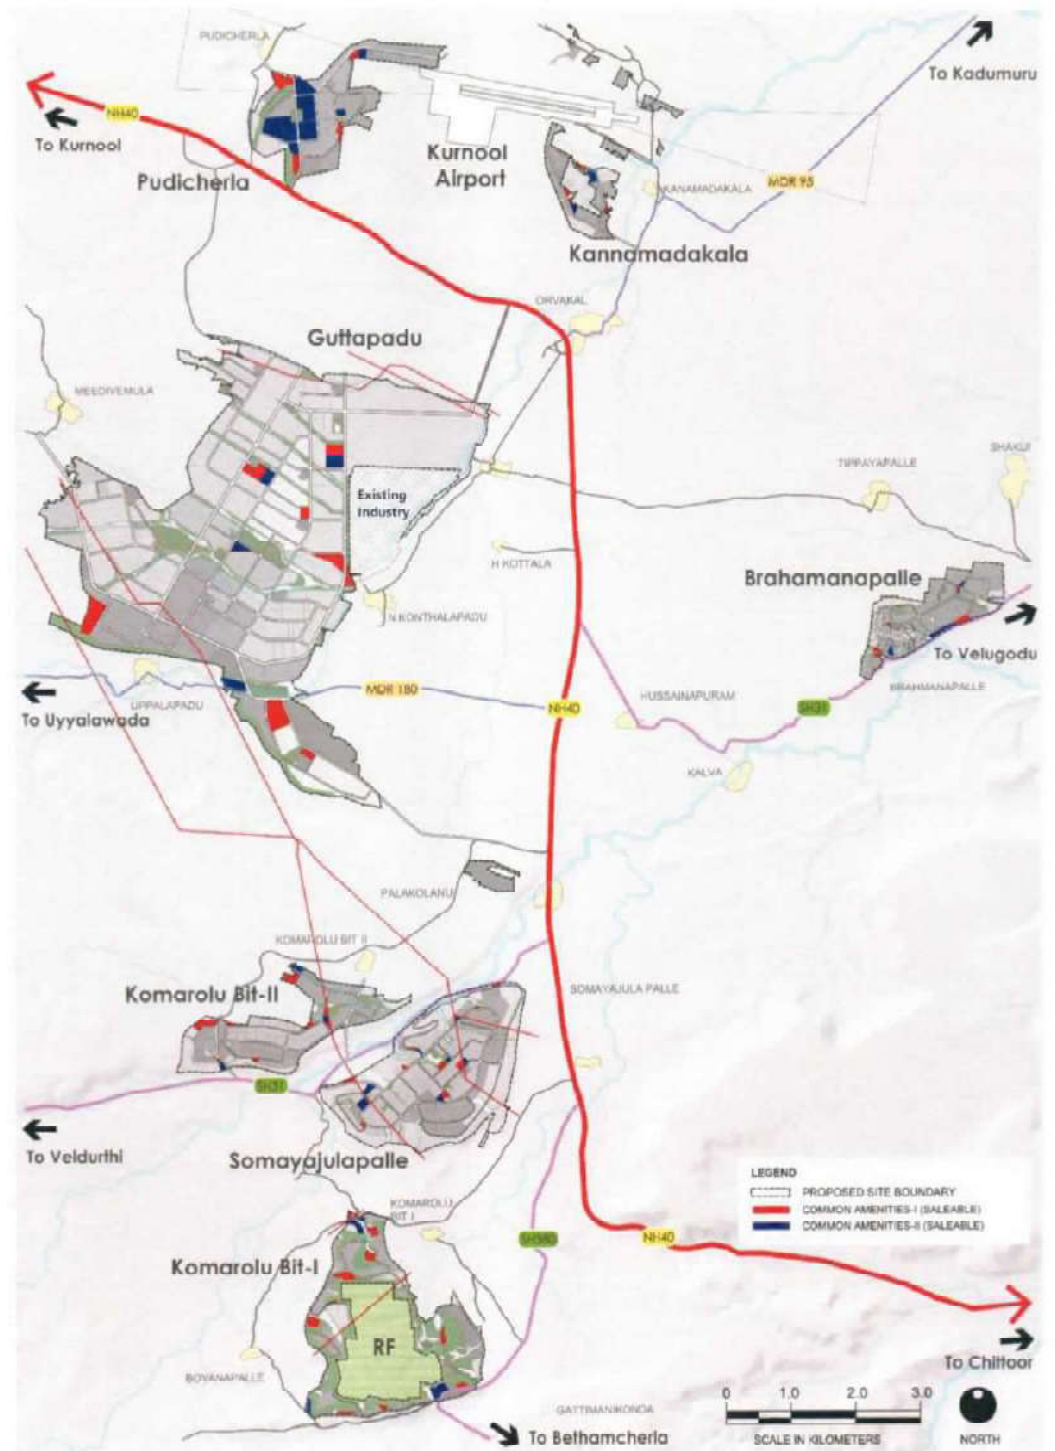 PUDICHERLA
To Kadumuru
NH40
To Kurnool
Pudicherla
Kurnool
Airport
KANAMADAKALA
MDR 95
Kannamadakala
ORVAKAL
Guttapadu
MEEDIVEMULA
TIPPAYAPALLE
SHAKUI
Existing
Industry
H KOTTALA
Brahamanapalle
N KONTHALAPADU
To Velugodu
BRAHMANAPALLE
MDR 180
HUSSAINAPURAM
To Uyyalawada
UPPALAPADU
NH40
SH31
KALVA
PALAKOLANU
KOMAROLU BIT II
Komarolu Bit-II
SOMAYAJULA PALLE
SH31
To Veldurthi
Somayajulapalle
LEGEND
PROPOSED SITE BOUNDARY
COMMON AMENITIES-I (SALEABLE)
COMMON AMENITIES-II (SALEABLE)
KOMAROLU
BIT I
NH40
Komarolu Bit-I
RF
To Chittoor
BOVANAPALLE
0 1.0 2.0 3.0
GATTIMANIKONDA
To Bethamcherla
SCALE IN KILOMETERS
NORTH